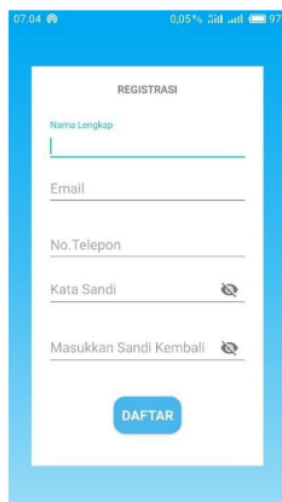 07.04 0,05 ᴷ/s 97
REGISTRASI
Nama Lengkap
Email
No.Telepon
Kata Sandi
Masukkan Sandi Kembali
DAFTAR